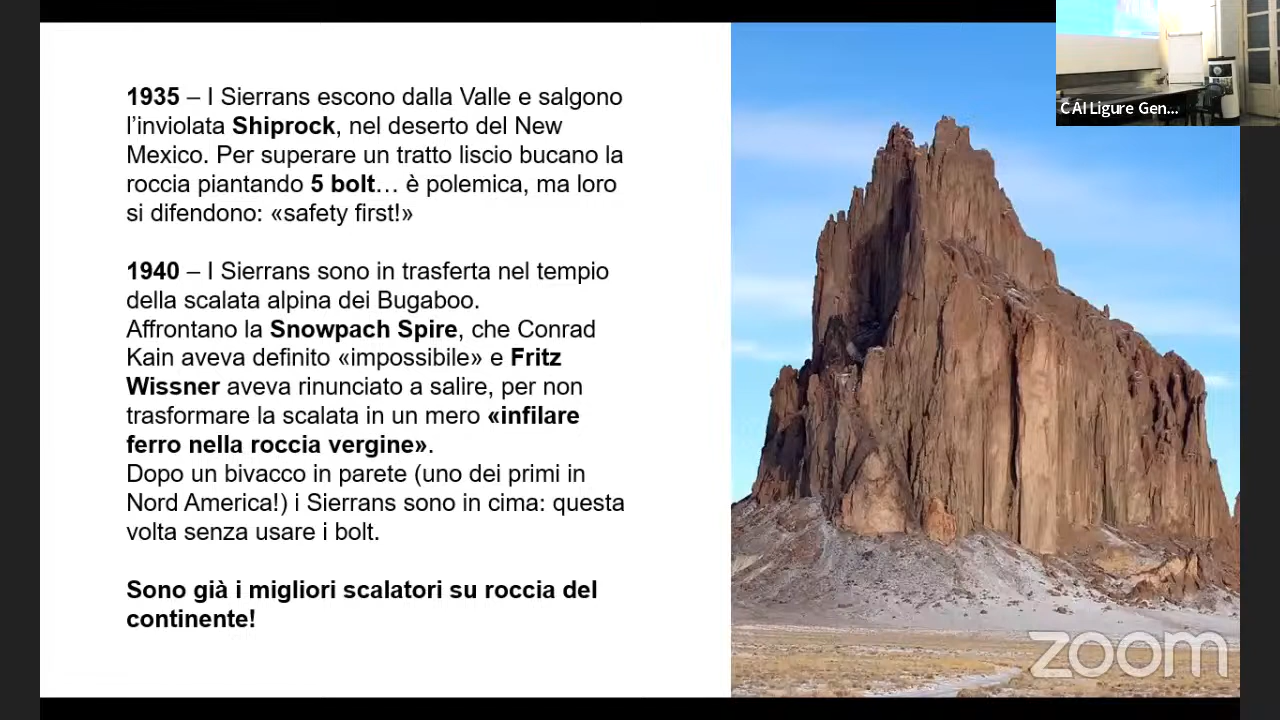 1935 – I Sierrans escono dalla Valle e salgono
l’inviolata Shiprock, nel deserto del New
Mexico. Per superare un tratto liscio bucano la
roccia piantando 5 bolt… è polemica, ma loro
si difendono: «safety first!»
1940 – I Sierrans sono in trasferta nel tempio
della scalata alpina dei Bugaboo.
Affrontano la Snowpach Spire, che Conrad
Kain aveva definito «impossibile» e Fritz
Wissner aveva rinunciato a salire, per non
trasformare la scalata in un mero «infilare
ferro nella roccia vergine».
Dopo un bivacco in parete (uno dei primi in
Nord America!) i Sierrans sono in cima: questa
volta senza usare i bolt.
Sono già i migliori scalatori su roccia del
continente!
C AI Ligure Gen...
zoom